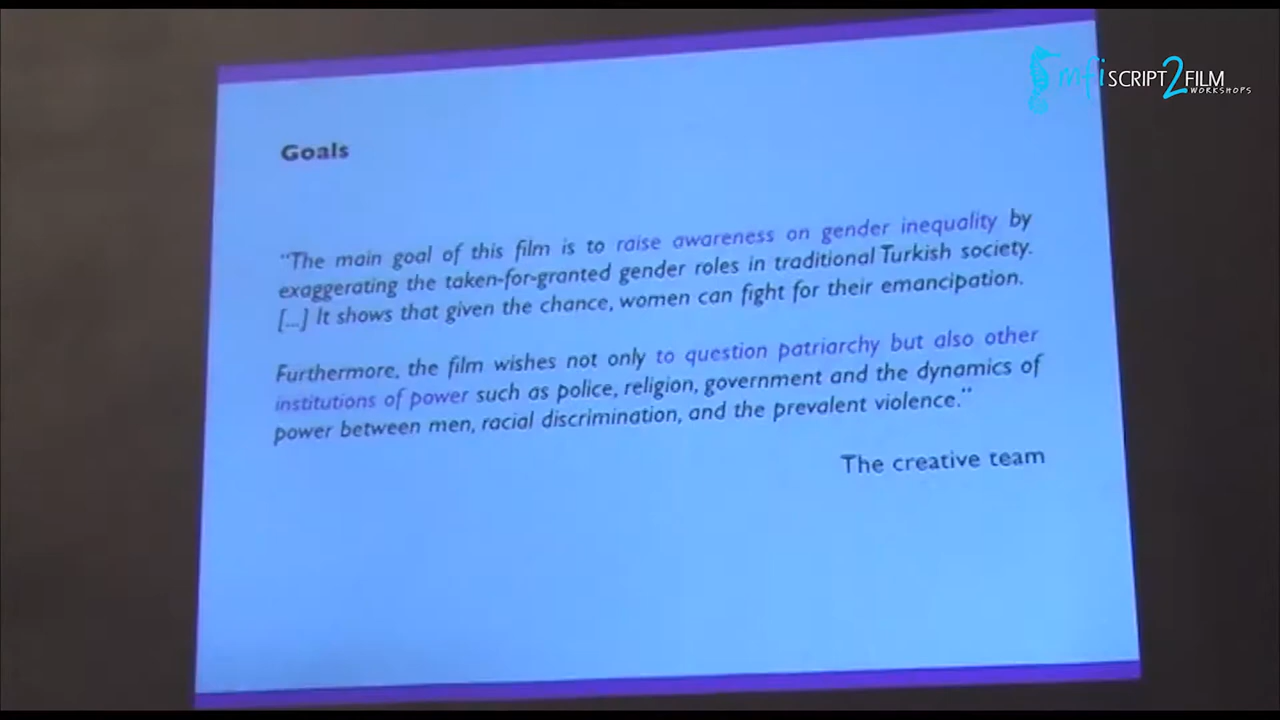 mfi SCRIPT2FILM
WORKSHOPS
Goals
“The main goal of this film is to raise awareness on gender inequality by
exaggerating the taken-for-granted gender roles in traditional Turkish society.
[...] It shows that given the chance, women can fight for their emancipation.
Furthermore, the film wishes not only to question patriarchy but also other
institutions of power such as police, religion, government and the dynamics of
power between men, racial discrimination, and the prevalent violence.”
The creative team